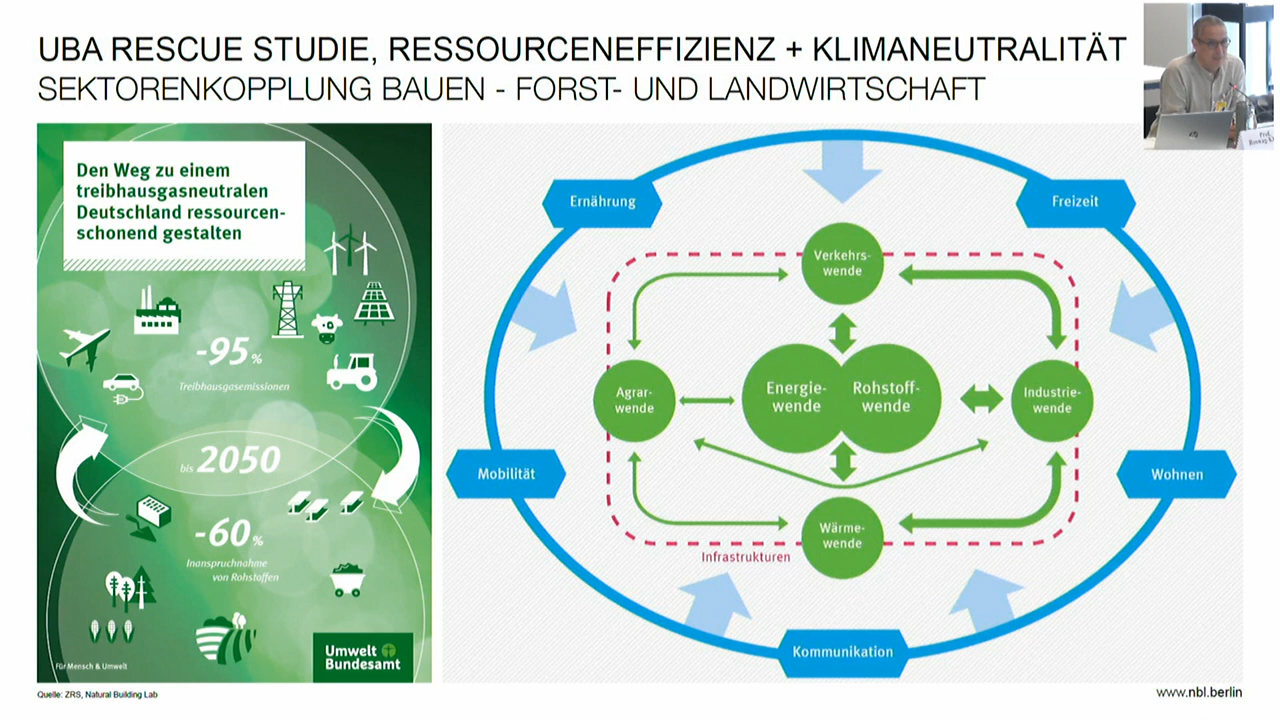 UBA RESCUE STUDIE, RESSOURCENEFFIZIENZ + KLIMANEUTRALITÄT
SEKTORENKOPPLUNG BAUEN - FORST- UND LANDWIRTSCHAFT
Den Weg zu einem
treibhausgasneutralen
Deutschland ressourcen-
schonend gestalten
-95 %
Treibhausgasemissionen
bis 2050
-60 %
Inanspruchnahme
von Rohstoffen
Für Mensch & Umwelt
Umwelt
Bundesamt
Ernährung
Freizeit
Verkehrs-
wende
Agrar-
wende
Energie-
wende
Rohstoff-
wende
Industrie-
wende
Mobilität
Wohnen
Wärme-
wende
Infrastrukturen
Kommunikation
Quelle: ZRS, Natural Building Lab
www.nbl.berlin
Prof.